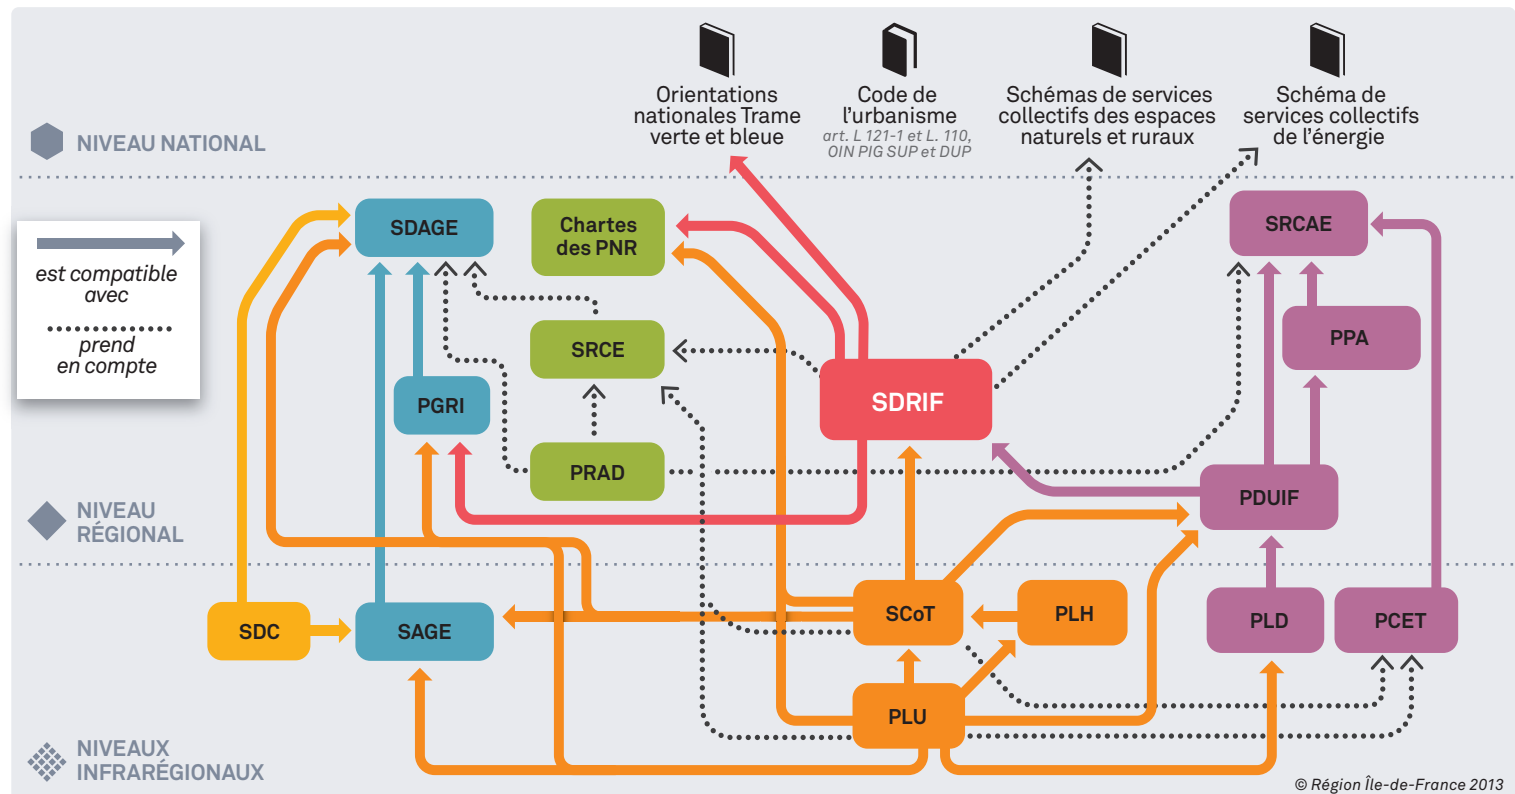 Orientations
nationales Trame
verte et bleue
Code de
l’urbanisme
art. L 121-1 et L. 110,
OIN PIG SUP et DUP
Schémas de services
collectifs des espaces
naturels et ruraux
Schéma de
services collectifs
de l’énergie
NIVEAU NATIONAL
est compatible
avec
prend
en compte
SDAGE
Chartes
des PNR
SRCAE
SRCE
PPA
PGRI
SDRIF
PRAD
PDUIF
NIVEAU
RÉGIONAL
SDC
SAGE
SCoT
PLH
PLD
PCET
PLU
NIVEAUX
INFRARÉGIONAUX
© Région Île-de-France 2013